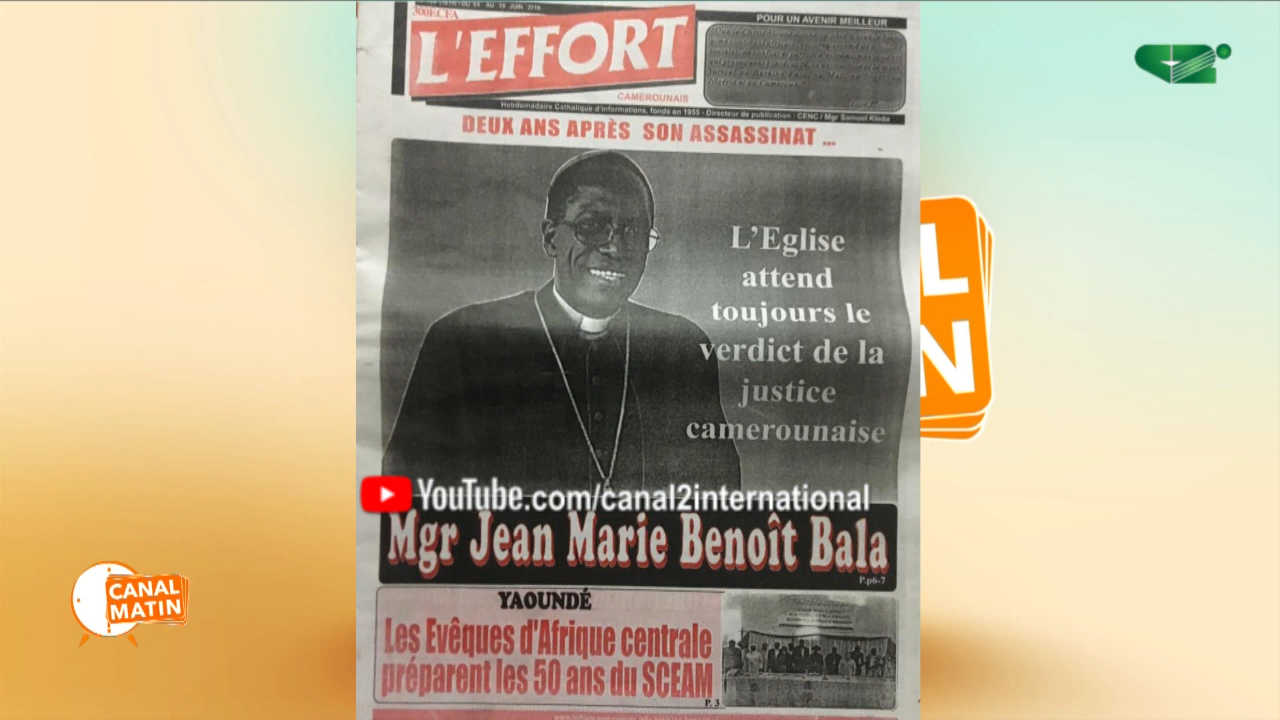 300FCFA
POUR UN AVENIR MEILLEUR
L'EFFORT
CAMEROUNAIS
Hebdomadaire Catholique d'Informations, fondé en 1955 - Directeur de publication : CENC / Mgr Samuel Kleda
DEUX ANS APRÈS SON ASSASSINAT ...
L'Eglise
attend
toujours le
verdict de la
justice
camerounaise
YouTube.com/canal2international
Mgr Jean Marie Benoît Bala
P.p6-7
YAOUNDÉ
Les Evêques d'Afrique centrale
préparent les 50 ans du SCEAM
P. 3
CANAL
MATIN
L
N